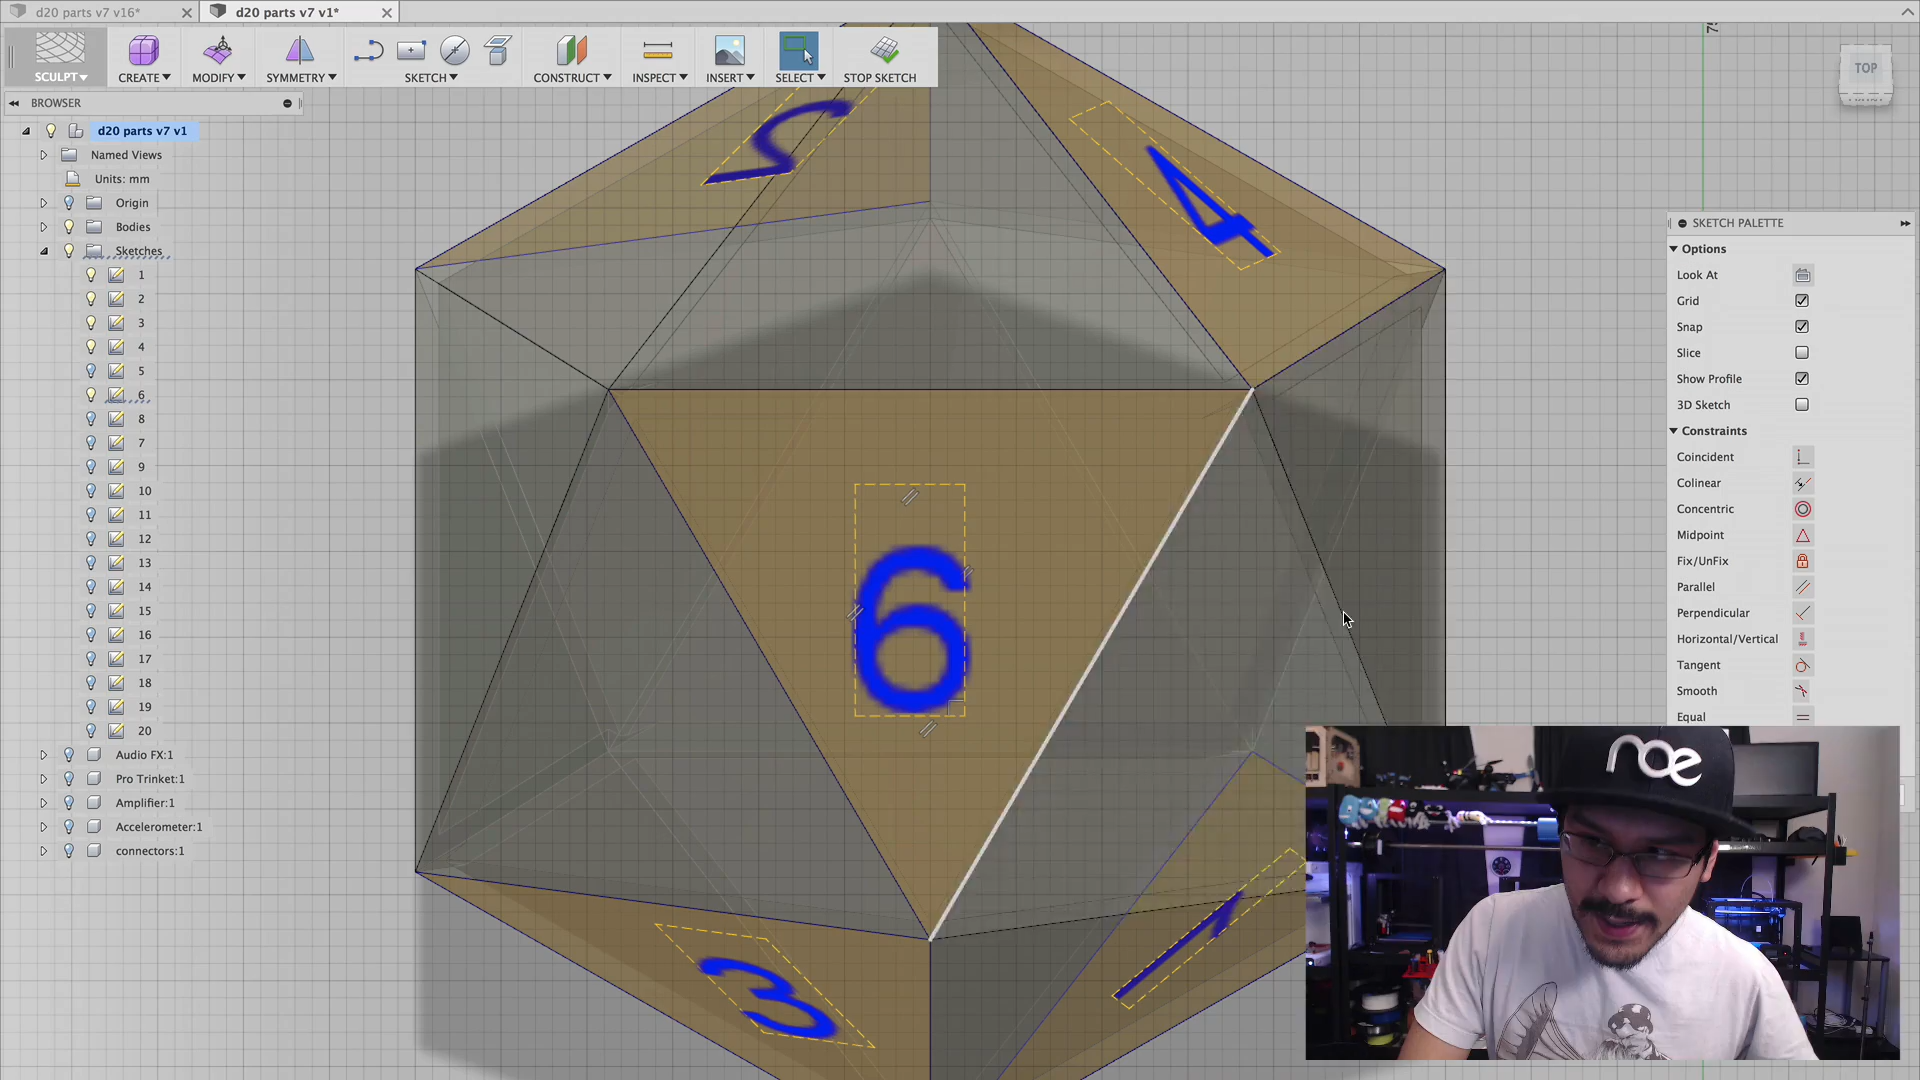 d20 parts v7 v16*
d20 parts v7 v1*
SCULPT
CREATE
MODIFY
SYMMETRY
SKETCH
CONSTRUCT
INSPECT
INSERT
SELECT
STOP SKETCH
TOP
BROWSER
d20 parts v7 v1
Named Views
Units: mm
Origin
Bodies
Sketches
1
2
3
4
5
6
8
7
9
10
11
12
13
14
15
16
17
18
19
20
Audio FX:1
Pro Trinket:1
Amplifier:1
Accelerometer:1
connectors:1
2
4
6
3
1
SKETCH PALETTE
Options
Look At
Grid
Snap
Slice
Show Profile
3D Sketch
Constraints
Coincident
Colinear
Concentric
Midpoint
Fix/UnFix
Parallel
Perpendicular
Horizontal/Vertical
Tangent
Smooth
Equal
noe